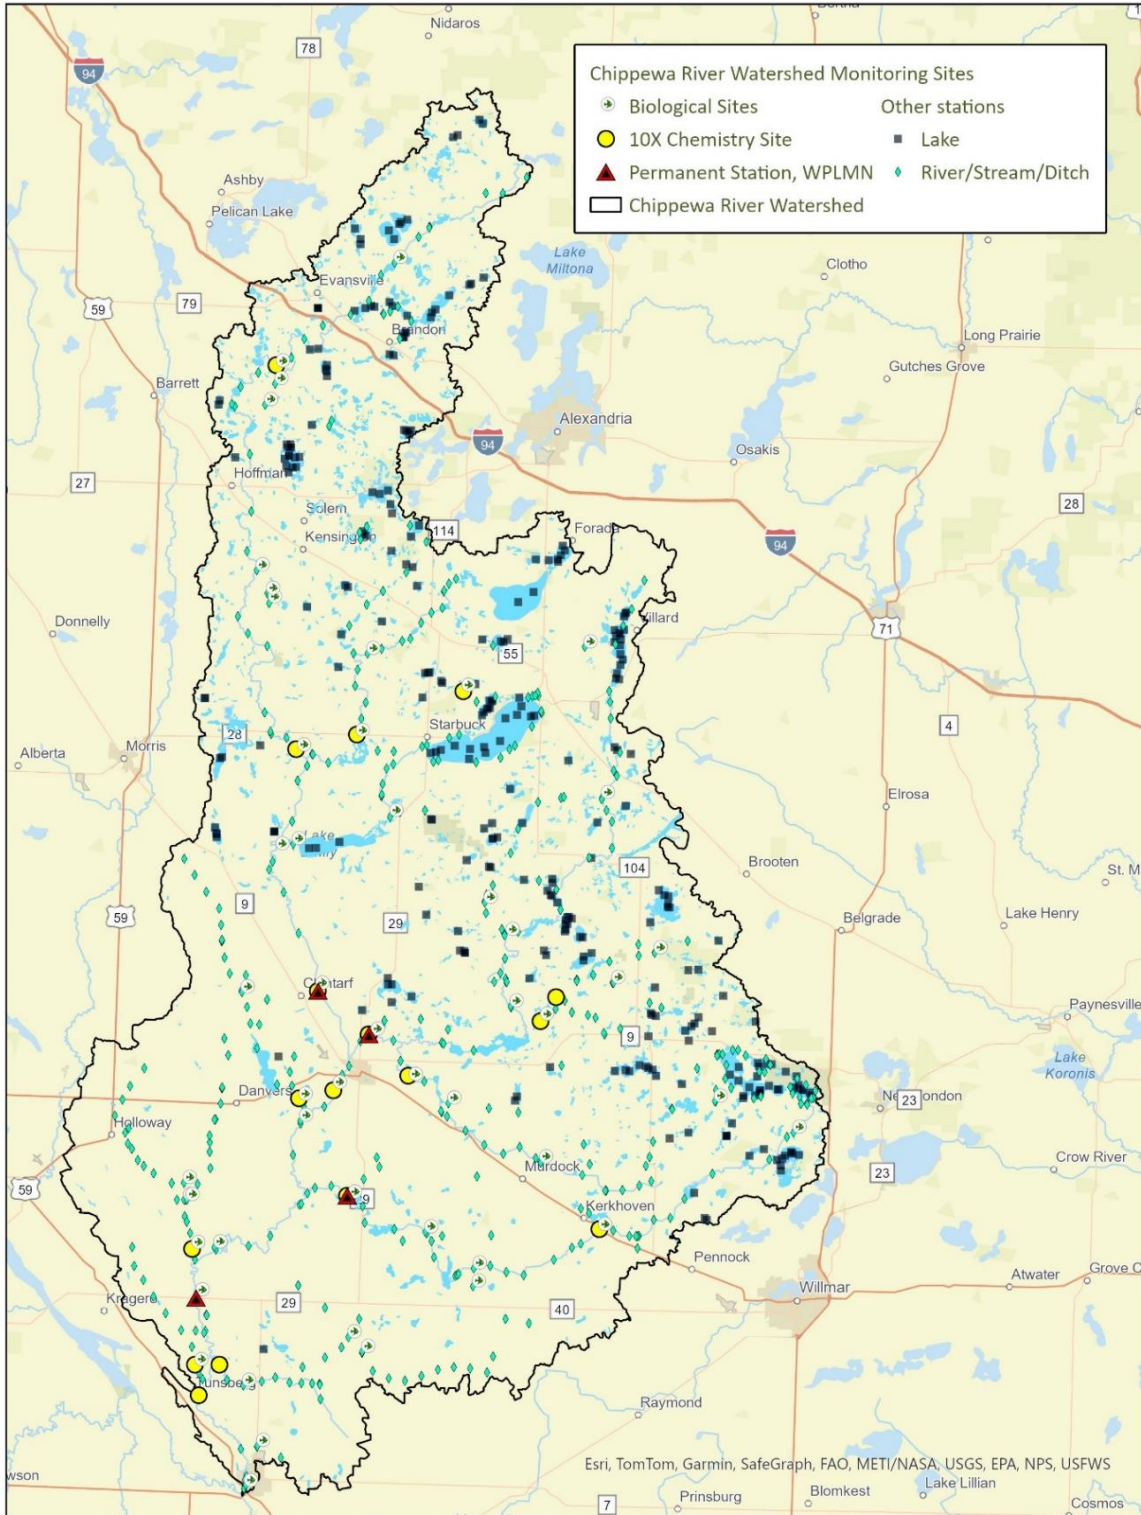 Nidaros
78
94
Chippewa River Watershed Monitoring Sites
Biological Sites
Other stations
10X Chemistry Site
Lake
Permanent Station, WPLMN
River/Stream/Ditch
Chippewa River Watershed
Ashby
Pelican Lake
Lake
Miltona
Clotho
Evansville
79
59
Brandon
Long Prairie
Gutches Grove
Barrett
Alexandria
94
Osakis
Hoffman
27
28
Solem
Kensington
114
Forada
94
Donnelly
Villard
71
55
Starbuck
28
4
Morris
Alberta
Elrosa
Lake
Brooten
104
St. M
59
9
29
Lake Henry
Belgrade
Clontarf
Paynesville
9
Lake
Koronis
Danvers
23
Holloway
Murdock
Crow River
23
59
Kerkhoven
Pennock
Willmar
Atwater
Grove C
Kragero
29
40
Tunsberg
Raymond
Esri, TomTom, Garmin, SafeGraph, FAO, METI/NASA, USGS, EPA, NPS, USFWS
wson
7
Prinsburg
Blomkest
Lake Lillian
Cosmos